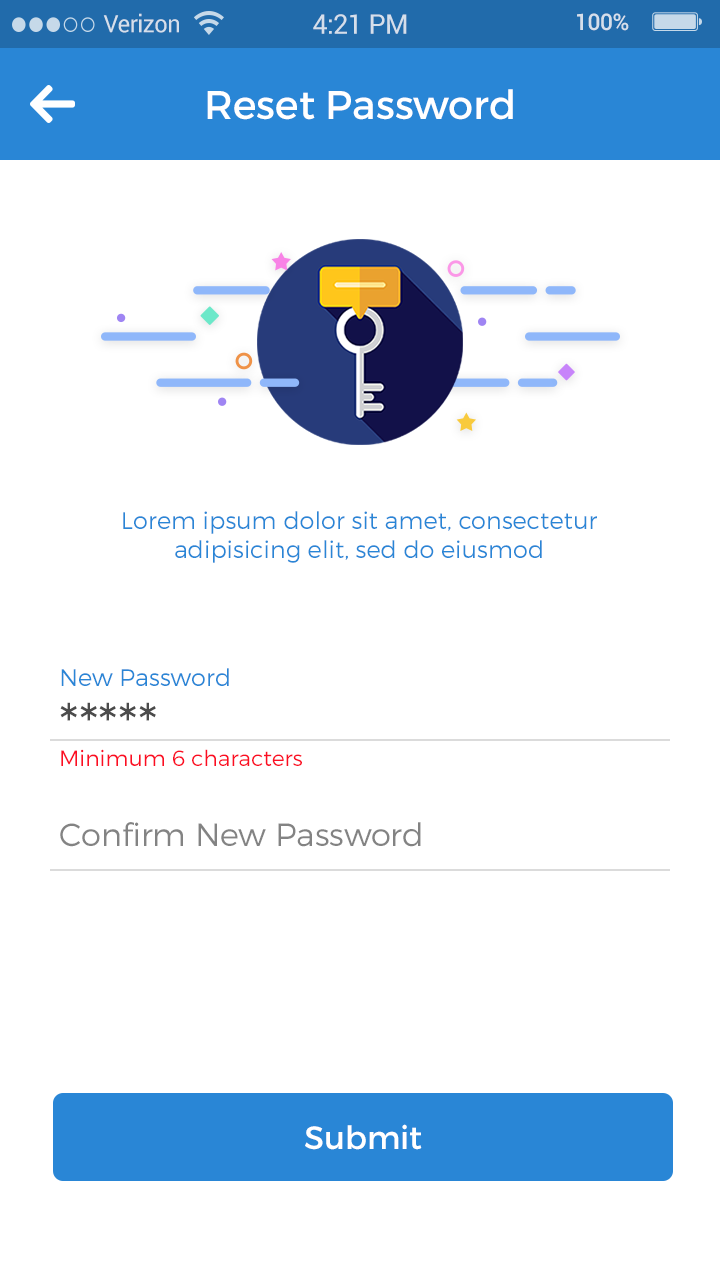 Verizon 4:21 PM 100%
Reset Password
Lorem ipsum dolor sit amet, consectetur
adipisicing elit, sed do eiusmod
New Password
*****
Minimum 6 characters
Confirm New Password
Submit